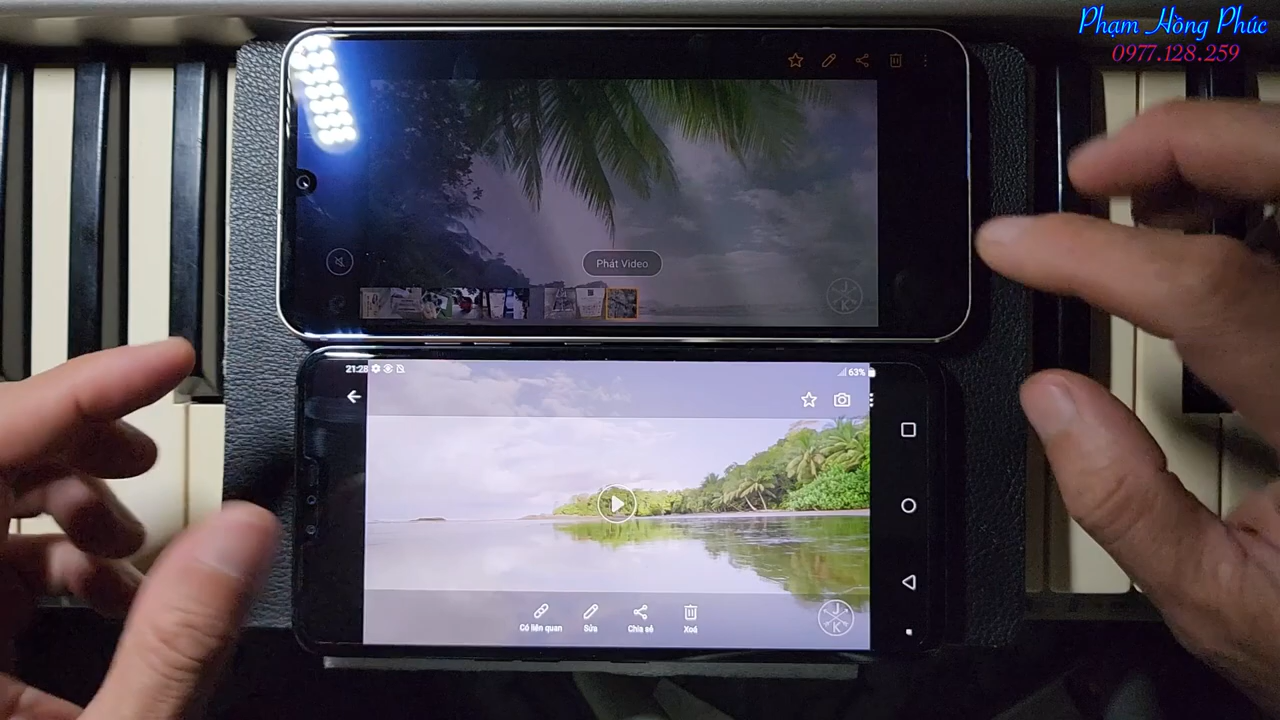 Phạm Hồng Phúc
0977.128.259
Phát Video
J
K
21:28
63%
Có liên quan
Sửa
Chia sẻ
Xoá
J
K